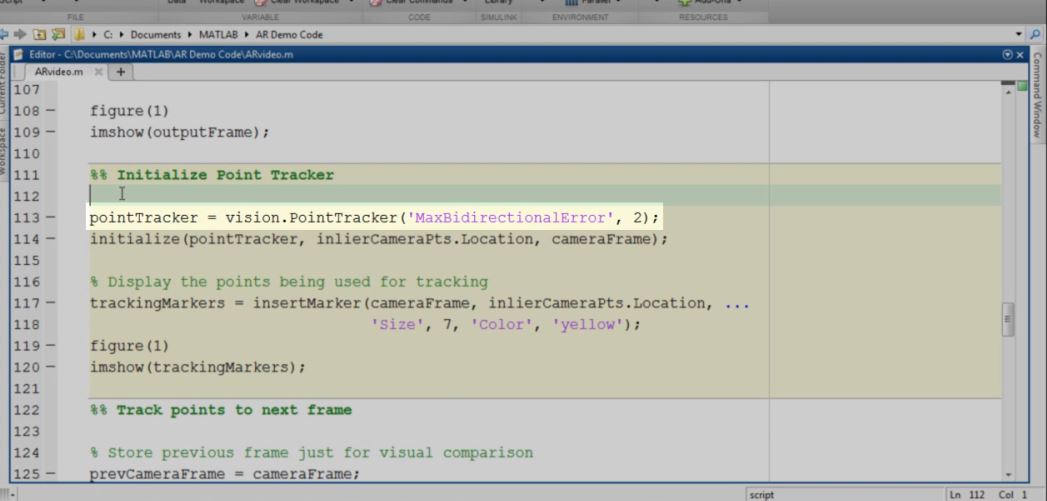 Data Workspace Clear Workspace Clear Commands Library Parallel Add-Ons
FILE VARIABLE CODE SIMULINK ENVIRONMENT RESOURCES
C: Documents MATLAB AR Demo Code
Editor - C:\Documents\MATLAB\AR Demo Code\ARvideo.m
ARvideo.m
Current Folder
Workspace
Command Window
107
108 – figure(1)
109 – imshow(outputFrame);
110
111 %% Initialize Point Tracker
112
113 – pointTracker = vision.PointTracker('MaxBidirectionalError', 2);
114 – initialize(pointTracker, inlierCameraPts.Location, cameraFrame);
115
116 % Display the points being used for tracking
117 – trackingMarkers = insertMarker(cameraFrame, inlierCameraPts.Location, ...
118 'Size', 7, 'Color', 'yellow');
119 – figure(1)
120 – imshow(trackingMarkers);
121
122 %% Track points to next frame
123
124 % Store previous frame just for visual comparison
125 – prevCameraFrame = cameraFrame;
script Ln 112 Col 1